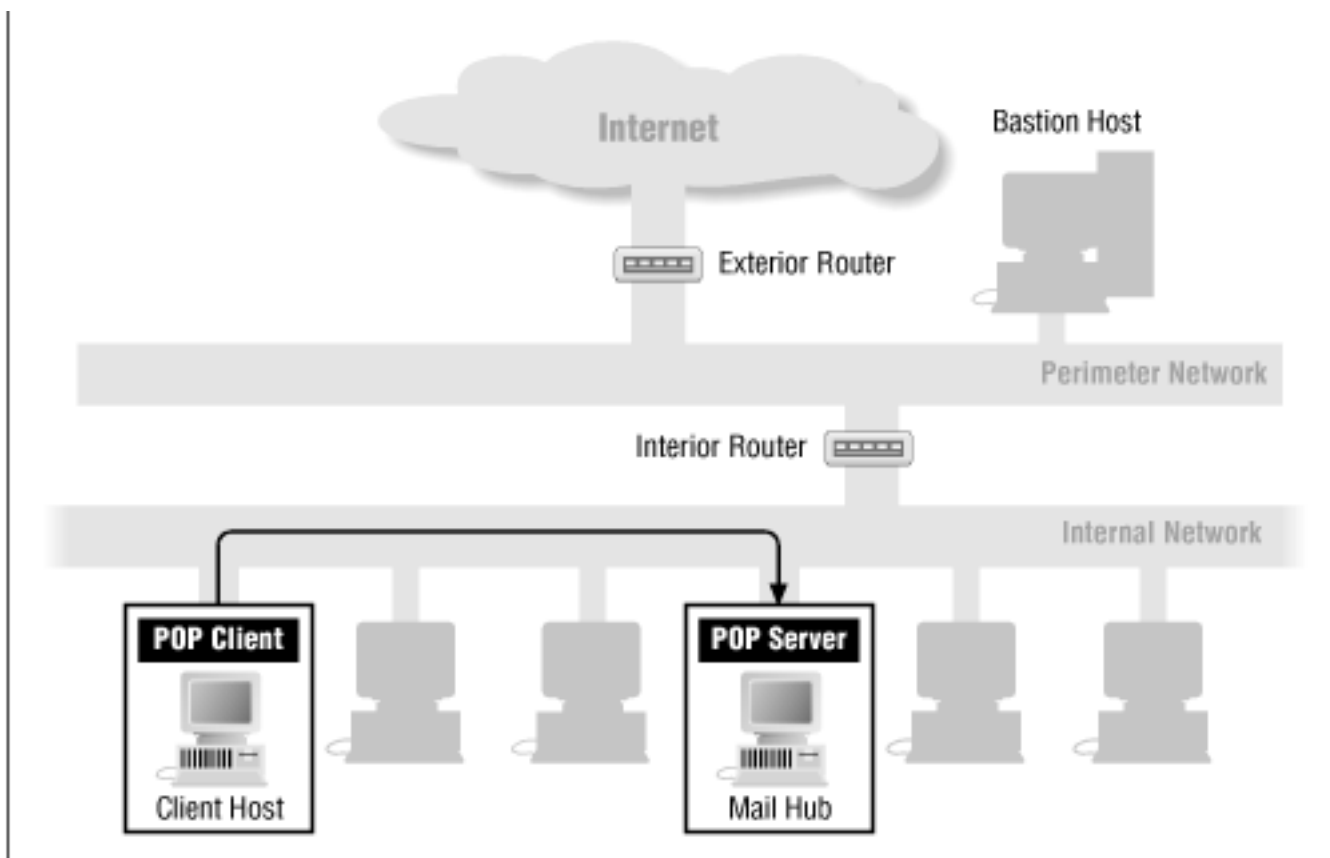 Internet
Bastion Host
Exterior Router
Perimeter Network
Interior Router
Internal Network
POP Client
POP Server
Client Host
Mail Hub